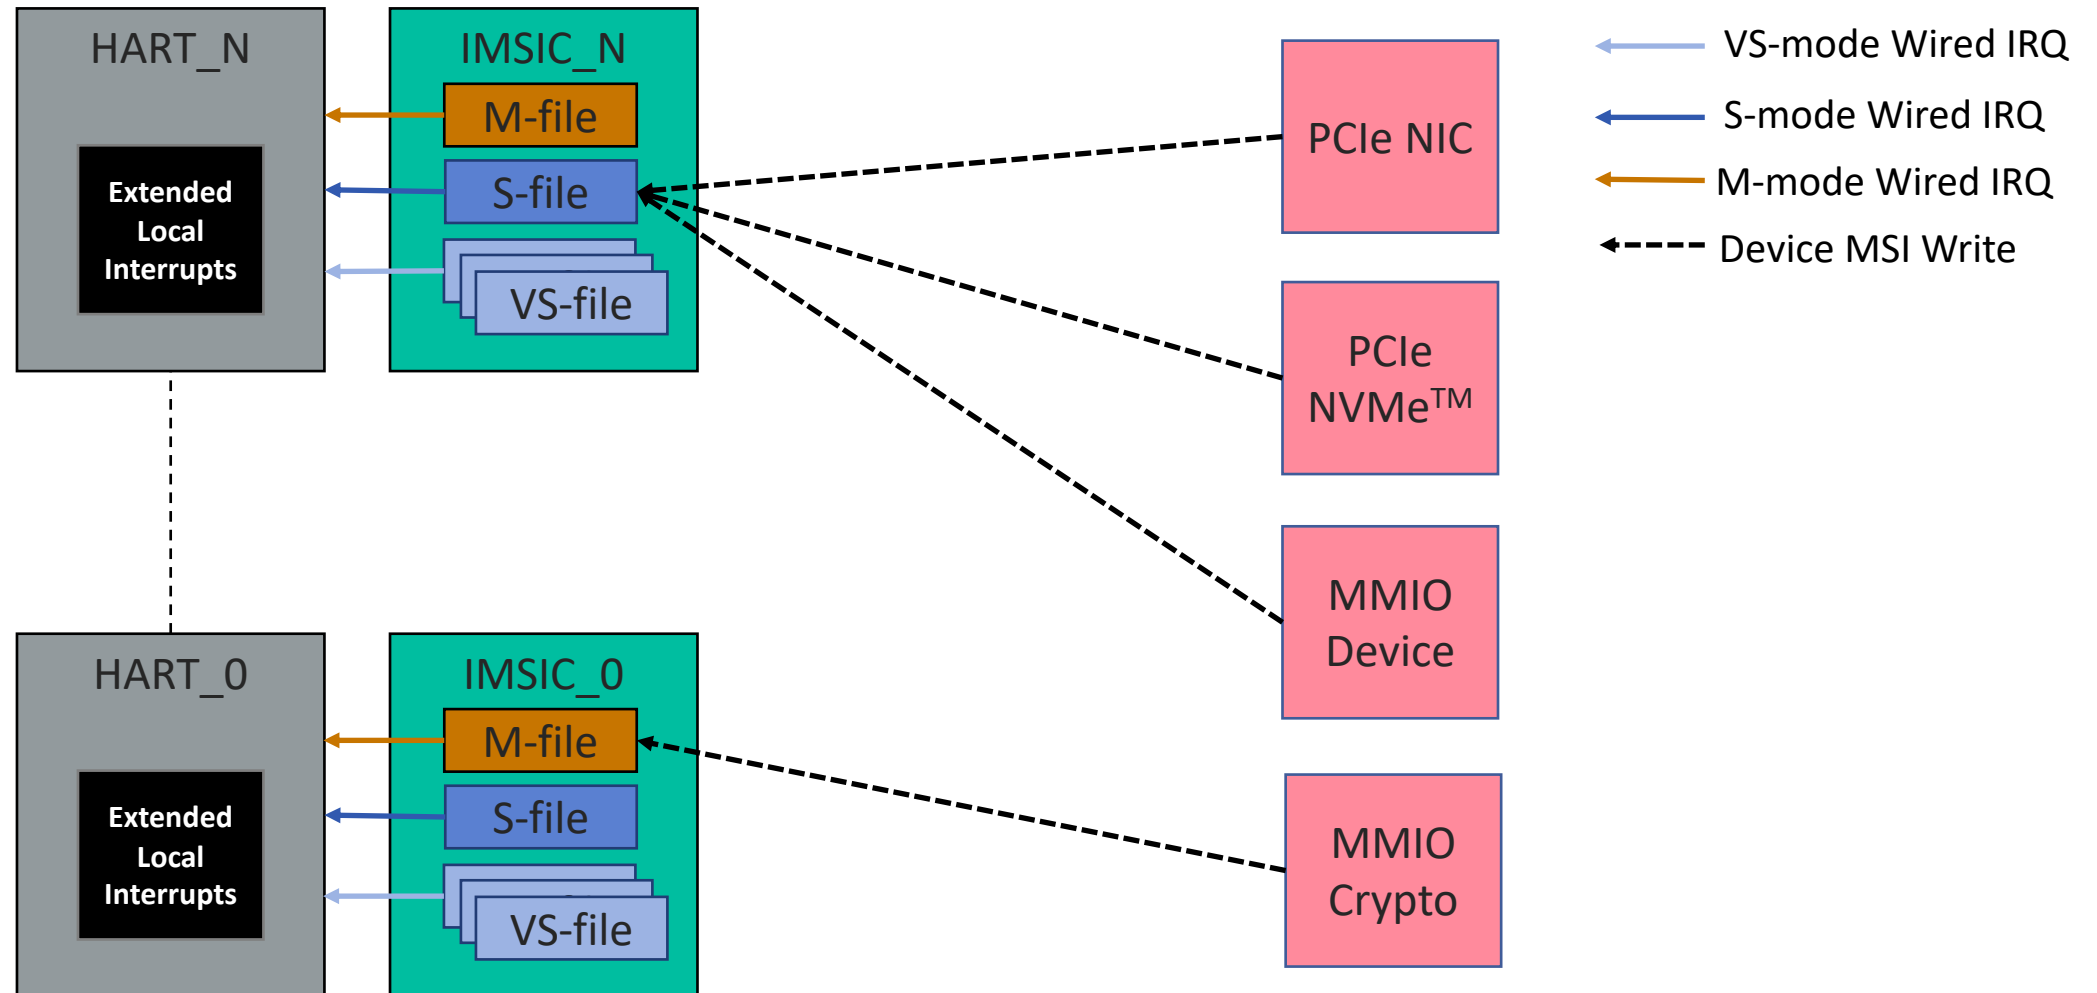 HART_N
Extended
Local
Interrupts
IMSIC_N
M-file
S-file
VS-file
PCIe NIC
PCIe
NVMe™
MMIO
Device
MMIO
Crypto
VS-mode Wired IRQ
S-mode Wired IRQ
M-mode Wired IRQ
Device MSI Write
HART_0
Extended
Local
Interrupts
IMSIC_0
M-file
S-file
VS-file